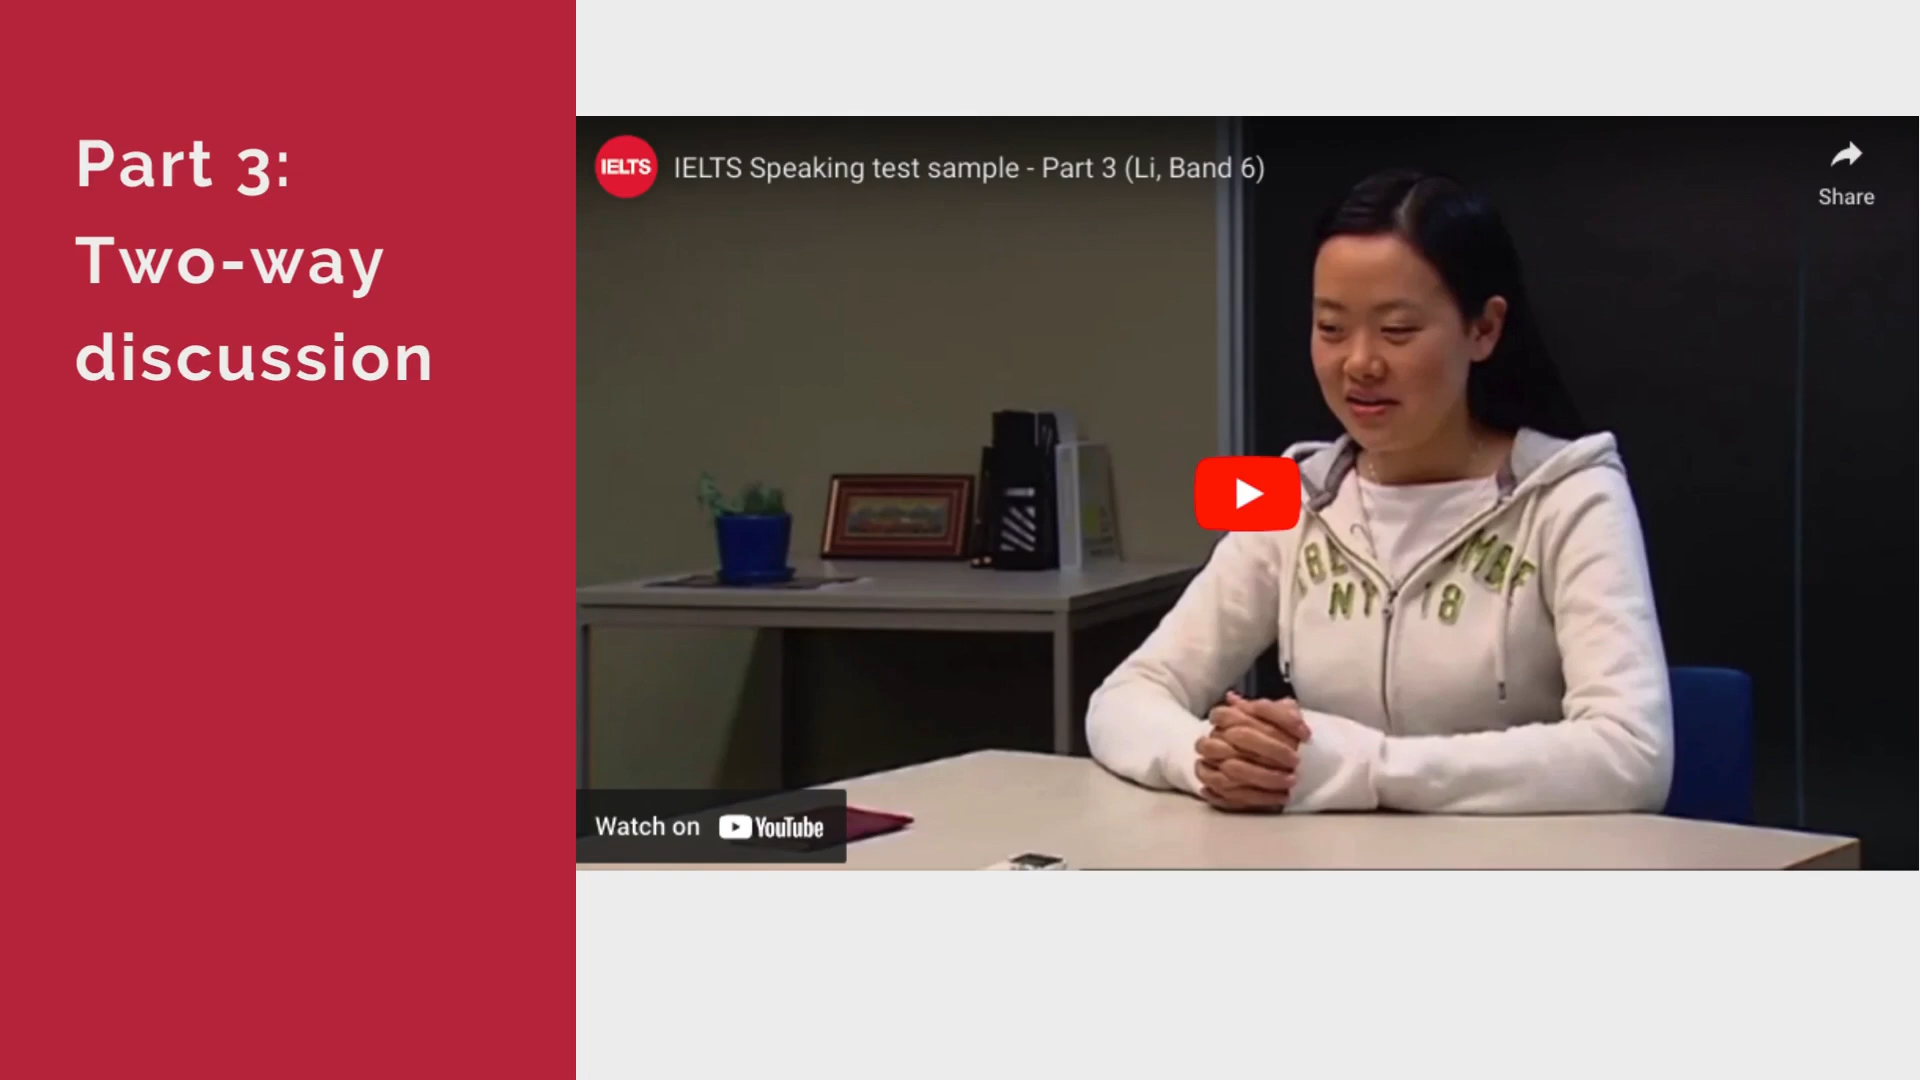 Part 3:
Two-way
discussion
IELTS
IELTS Speaking test sample - Part 3 (Li, Band 6)
Share
Watch on YouTube